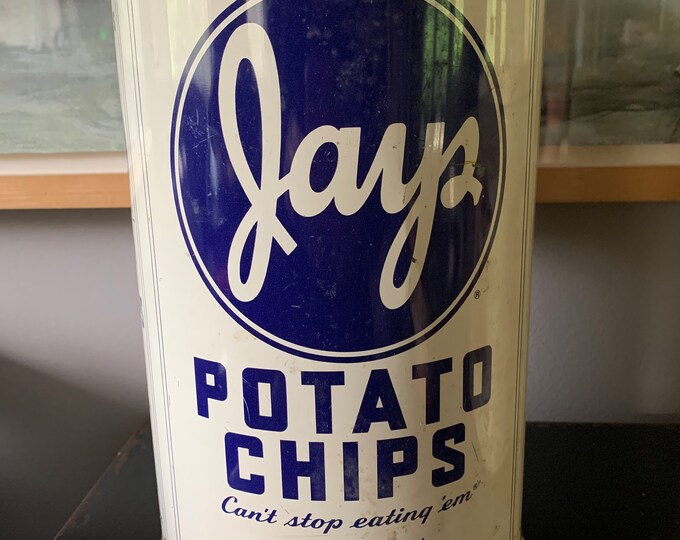 Jays
®
POTATO
CHIPS
Can't stop eating 'em